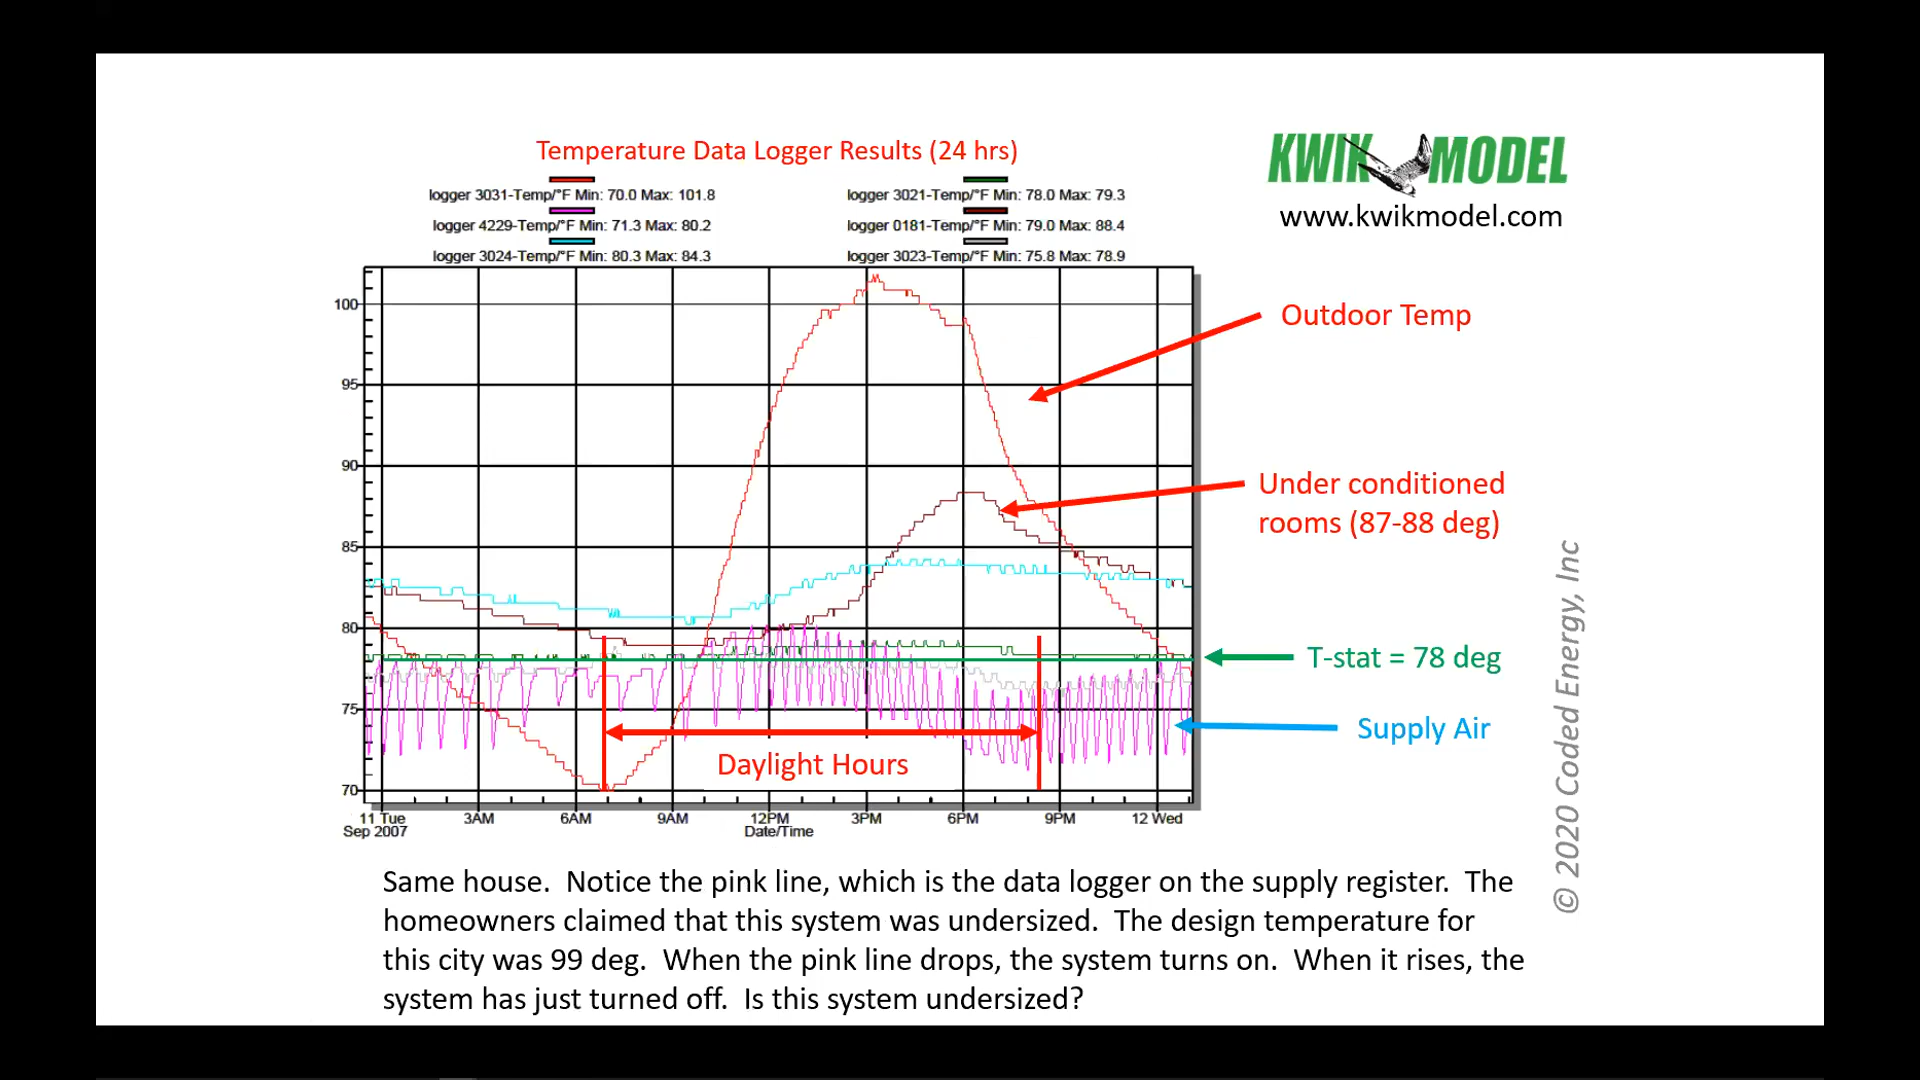 Temperature Data Logger Results (24 hrs)
KWIK MODEL
www.kwikmodel.com
logger 3031-Temp/°F Min: 70.0 Max: 101.8
logger 3021-Temp/°F Min: 78.0 Max: 79.3
logger 4229-Temp/°F Min: 71.3 Max: 80.2
logger 0181-Temp/°F Min: 79.0 Max: 88.4
logger 3024-Temp/°F Min: 80.3 Max: 84.3
logger 3023-Temp/°F Min: 75.8 Max: 78.9
100
95
90
85
80
75
70
Outdoor Temp
Under conditioned
rooms (87-88 deg)
T-stat = 78 deg
Supply Air
Daylight Hours
11 Tue 3AM 6AM 9AM 12PM 3PM 6PM 9PM 12 Wed
Sep 2007
Date/Time
© 2020 Coded Energy, Inc
Same house.  Notice the pink line, which is the data logger on the supply register.  The
homeowners claimed that this system was undersized.  The design temperature for
this city was 99 deg.  When the pink line drops, the system turns on.  When it rises, the
system has just turned off.  Is this system undersized?